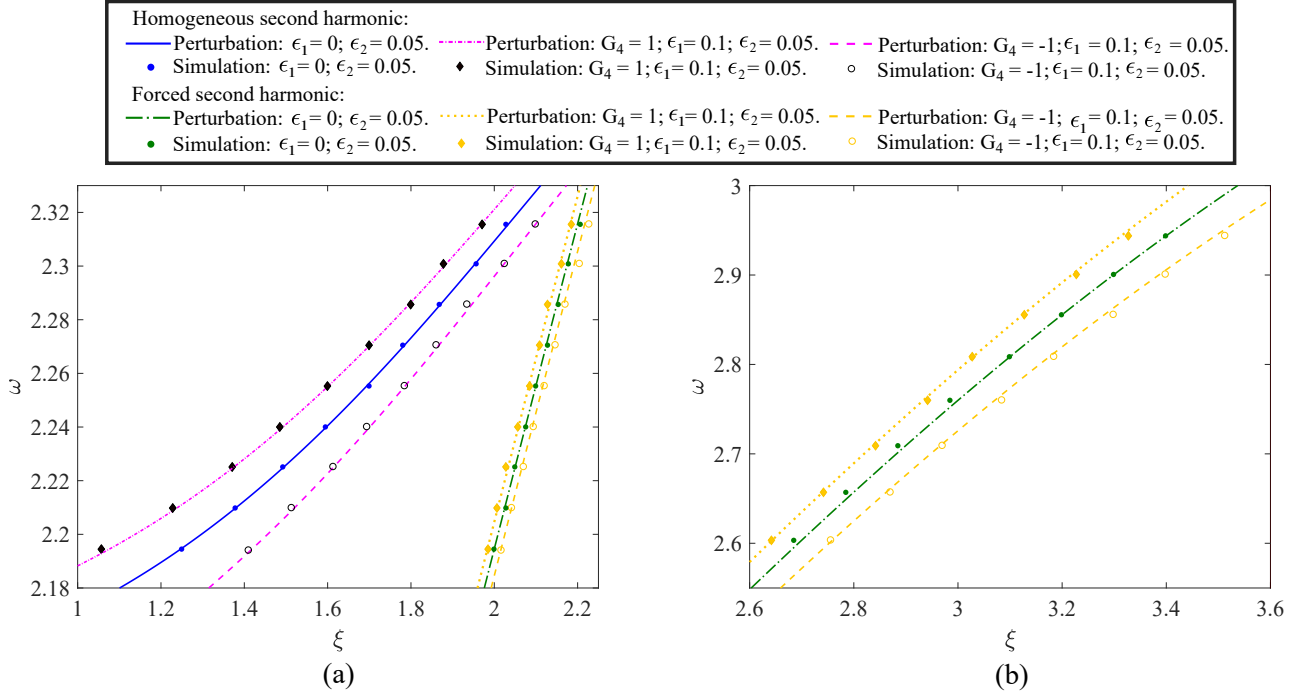 Homogeneous second harmonic:
Perturbation: ϵ₁= 0; ϵ₂ = 0.05. Perturbation: G₄ = 1; ϵ₁= 0.1; ϵ₂ = 0.05. Perturbation: G₄ = -1; ϵ₁ = 0.1; ϵ₂ = 0.05.
Simulation: ϵ₁= 0; ϵ₂ = 0.05. Simulation: G₄ = 1; ϵ₁= 0.1; ϵ₂ = 0.05. Simulation: G₄ = -1; ϵ₁= 0.1; ϵ₂ = 0.05.
Forced second harmonic:
Perturbation: ϵ₁= 0; ϵ₂ = 0.05. Perturbation: G₄ = 1; ϵ₁= 0.1; ϵ₂ = 0.05. Perturbation: G₄ = -1; ϵ₁= 0.1; ϵ₂= 0.05.
Simulation: ϵ₁= 0; ϵ₂ = 0.05. Simulation: G₄ = 1; ϵ₁= 0.1; ϵ₂ = 0.05. Simulation: G₄ = -1; ϵ₁= 0.1; ϵ₂ = 0.05.
2.32
2.3
2.28
2.26
2.24
2.22
2.2
2.18
ω
1 1.2 1.4 1.6 1.8 2 2.2
ξ
(a)
3
2.9
2.8
2.7
2.6
ω
2.6 2.8 3 3.2 3.4 3.6
ξ
(b)